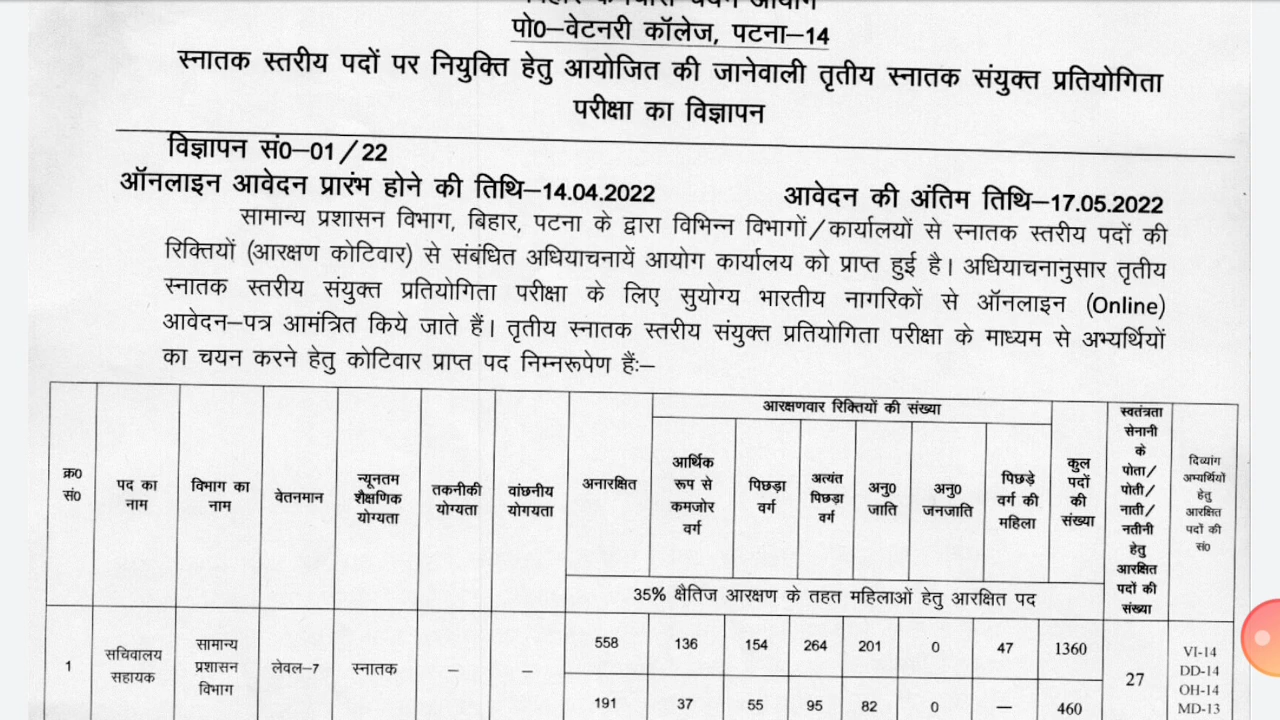 पो0–वेटनरी कॉलेज, पटना–14
स्नातक स्तरीय पदों पर नियुक्ति हेतु आयोजित की जानेवाली तृतीय स्नातक संयुक्त प्रतियोगिता
परीक्षा का विज्ञापन
विज्ञापन सं0–01/22
ऑनलाइन आवेदन प्रारंभ होने की तिथि–14.04.2022 आवेदन की अंतिम तिथि–17.05.2022
सामान्य प्रशासन विभाग, बिहार, पटना के द्वारा विभिन्न विभागों/कार्यालयों से स्नातक स्तरीय पदों की
रिक्तियों (आरक्षण कोटिवार) से संबंधित अधियाचनायें आयोग कार्यालय को प्राप्त हुई है। अधियाचनानुसार तृतीय
स्नातक स्तरीय संयुक्त प्रतियोगिता परीक्षा के लिए सुयोग्य भारतीय नागरिकों से ऑनलाइन (Online)
आवेदन–पत्र आमंत्रित किये जाते हैं। तृतीय स्नातक स्तरीय संयुक्त प्रतियोगिता परीक्षा के माध्यम से अभ्यर्थियों
का चयन करने हेतु कोटिवार प्राप्त पद निम्नरूपेण हैं:–
क्र0
सं0
पद का
नाम
विभाग का
नाम
वेतनमान
न्यूनतम
शैक्षणिक
योग्यता
तकनीकी
योग्यता
वांछनीय
योगयता
अनारक्षित
आरक्षणवार रिक्तियों की संख्या
आर्थिक
रूप से
कमजोर
वर्ग
पिछड़ा
वर्ग
अत्यंत
पिछड़ा
वर्ग
अनु0
जाति
अनु0
जनजाति
पिछड़े
वर्ग की
महिला
कुल
पदों
की
संख्या
स्वतंत्रता
सेनानी
के
पोता/
पोती/
नाती/
नतीनी
हेतु
आरक्षित
पदों की
संख्या
दिव्यांग
अभ्यर्थियों
हेतु
आरक्षित
पदों की
सं0
35% क्षैतिज आरक्षण के तहत महिलाओं हेतु आरक्षित पद
1
सचिवालय
सहायक
सामान्य
प्रशासन
विभाग
लेवल–7
स्नातक
–
–
558 136 154 264 201 0 47 1360
191 37 55 95 82 0 — 460
27
VI-14
DD-14
OH-14
MD-13